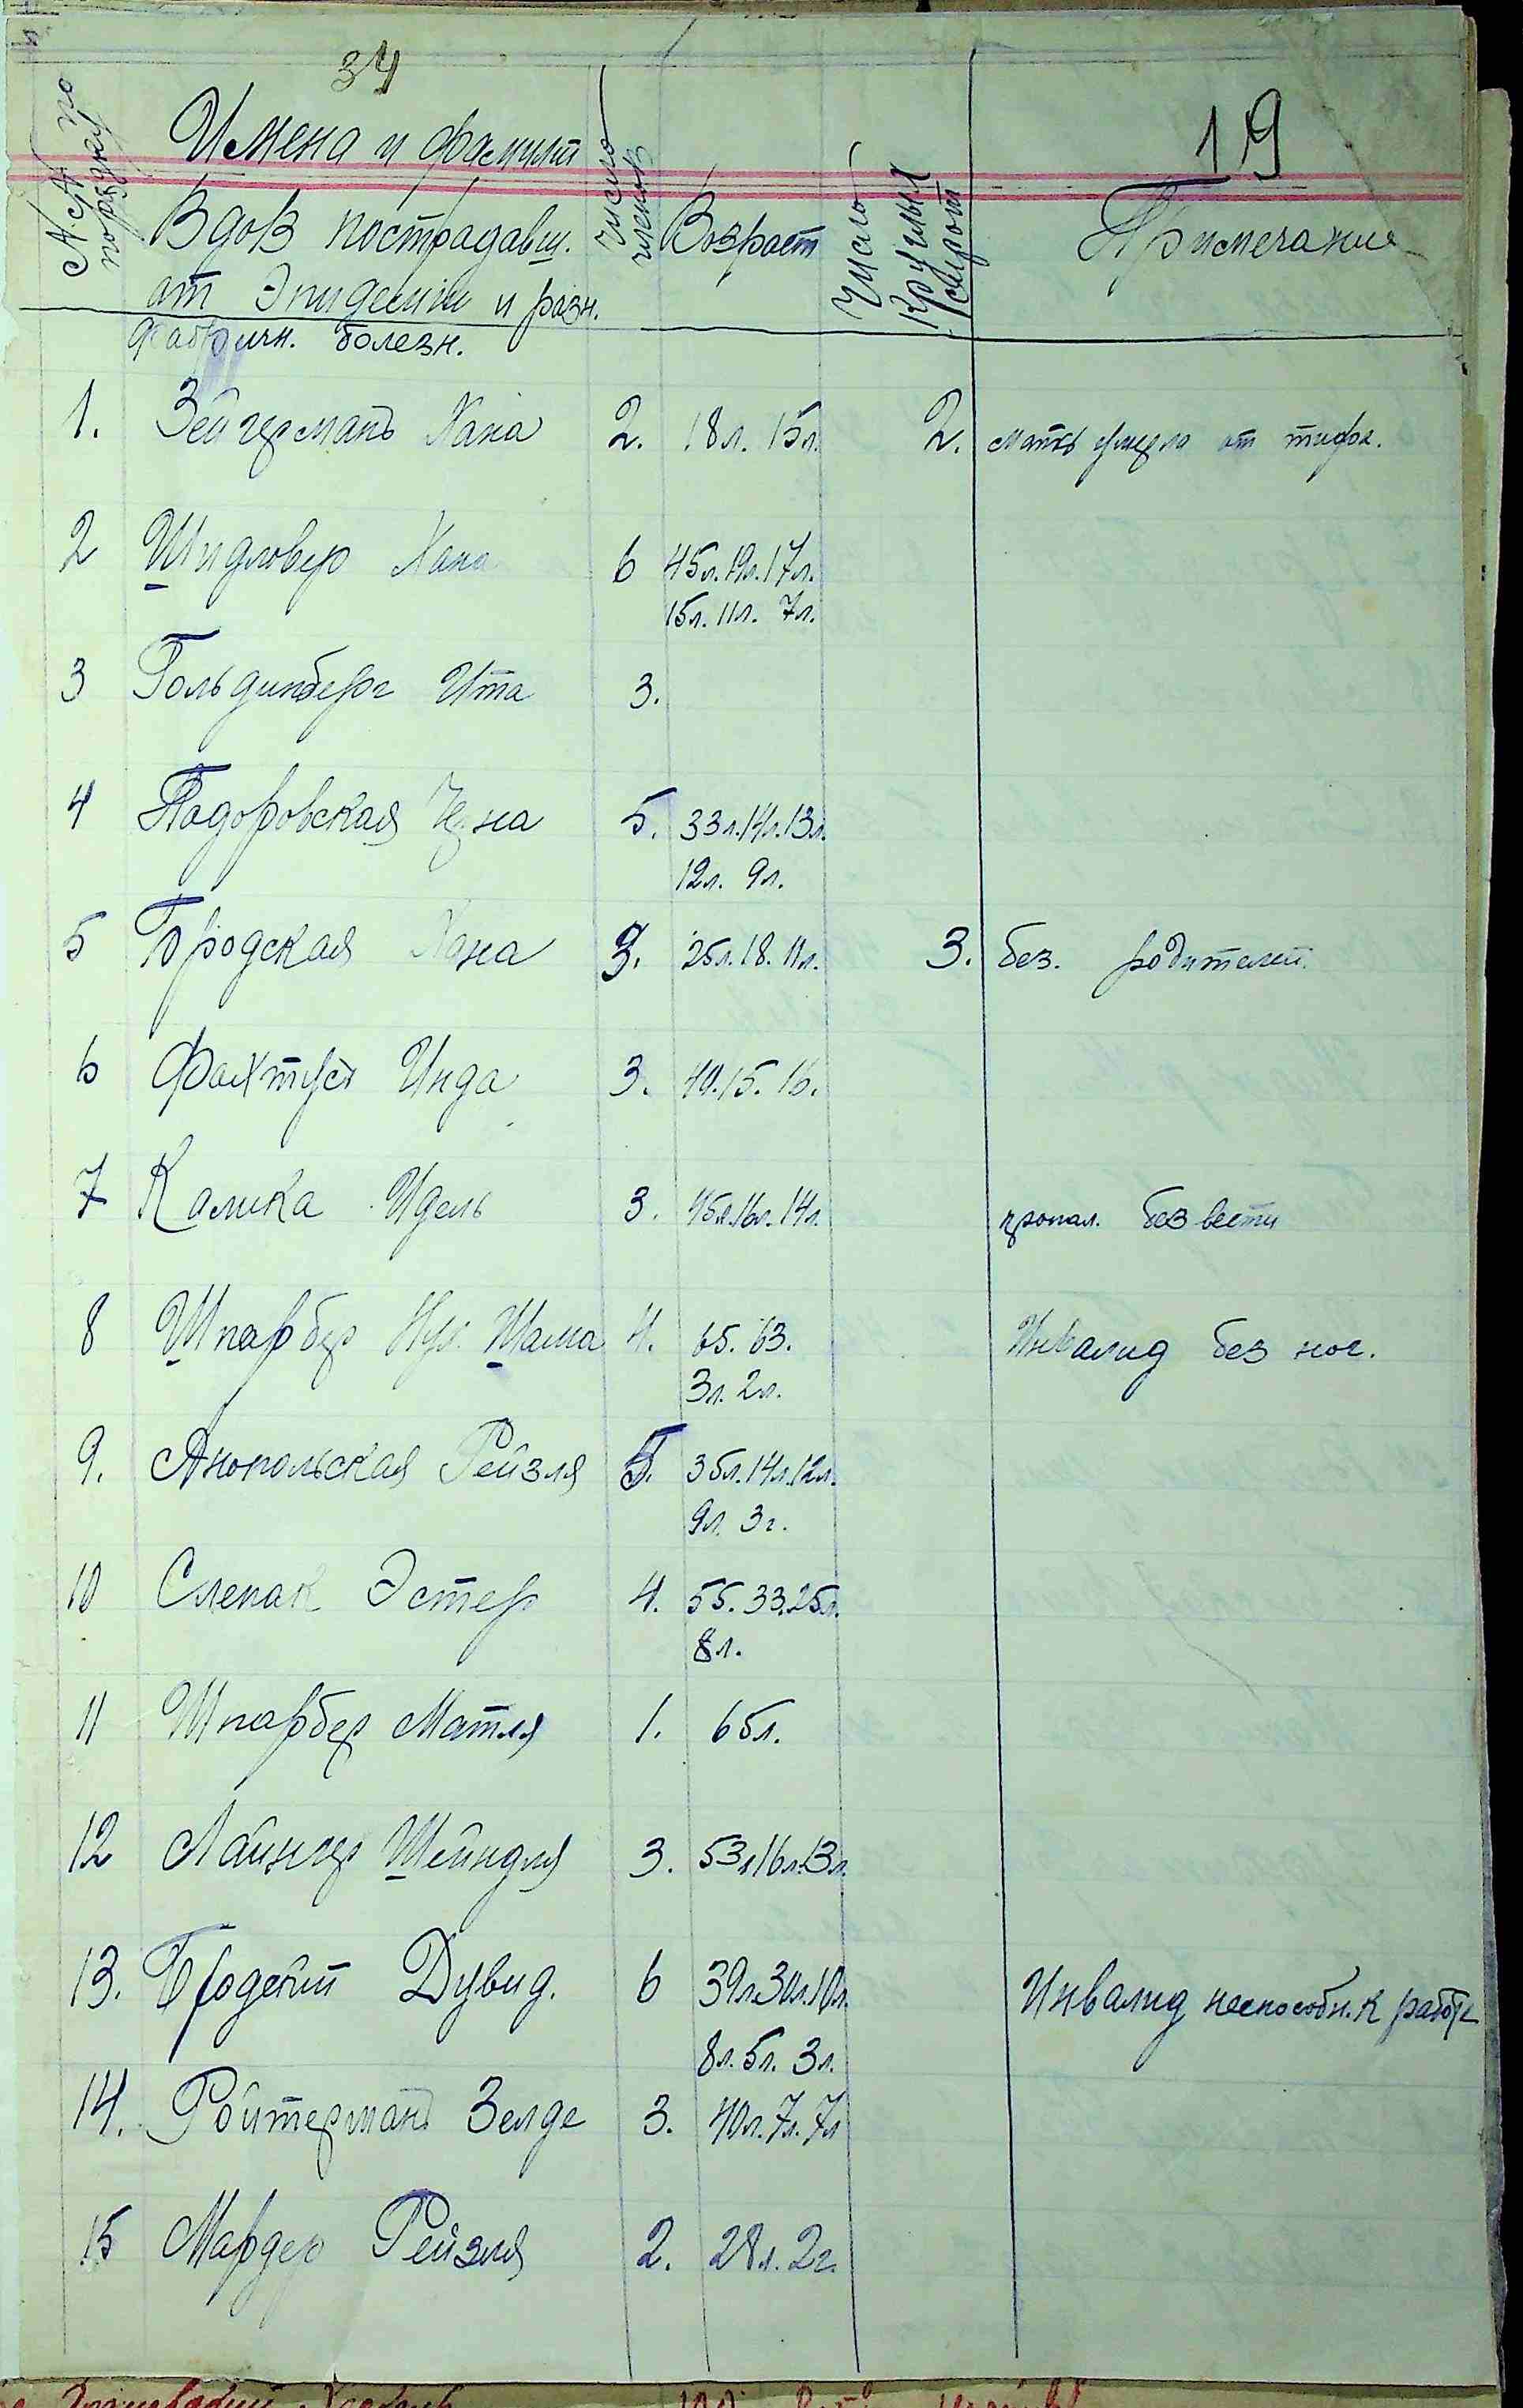 34
19
№№ по порядку
Имена и фамилии
Вдов пострадавш.
от Эпидемии и разн.
фабричн. болезн.
Число членов
Возраст
Число круглых сирот
Примечание
1. Зейгерманъ Хана 2. 18л. 15л. 2. мать умерла от тифа.
2 Шидловер Хана 6 45л. 19л. 17л.
15л. 11л. 7л.
3 Гольдинберг Ита 3.
4 Подоровская 5. 33л. 14л. 13л.
12л. 9л.
5 Бродская Хана 3. 25л. 18. 11л. 3. без. родителей.
6 Фахтусъ Инда 3. 40. 15. 16.
7 Калика Идель 3. 45л. 16л. 14л. пропал. без вести
8 Шпарбер Шама 4. 65. 63. Инвалид без ног.
3л. 2л.
9. Анопольская Рейзля 5. 35л. 14л. 12л.
9л. 3г.
10 Слепак Эстер 4. 55. 33. 25л.
8л.
11 Шпарбер Матля 1. 65л.
12 Лайнер Шейндля 3. 53л. 16л. 13л.
13. Бродский Дувид. 6 39л. 30л. 10л. Инвалид неспособн. к работе
8л. 5л. 3л.
14. Ройтерман Зелде 3. 40л. 7л. 7л
15 Мардер Рейзля 2. 28л. 2г.